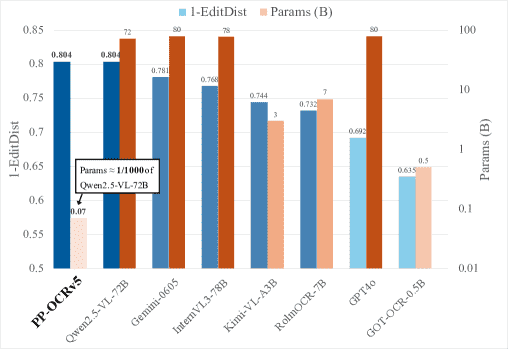 1-EditDist Params (B)
0.85
0.8
0.75
0.7
0.65
0.6
0.55
0.5
1-EditDist
100
10
1
0.1
0.01
Params (B)
0.804
0.07
0.804
72
0.781
80
0.768
78
0.744
3
0.732
7
0.692
80
0.635
0.5
Params ≈ 1/1000 of
Qwen2.5-VL-72B
PP-OCRv5
Qwen2.5-VL-72B
Gemini-0605
InternVL3-78B
Kimi-VL-A3B
RolmOCR-7B
GPT4o
GOT-OCR-0.5B